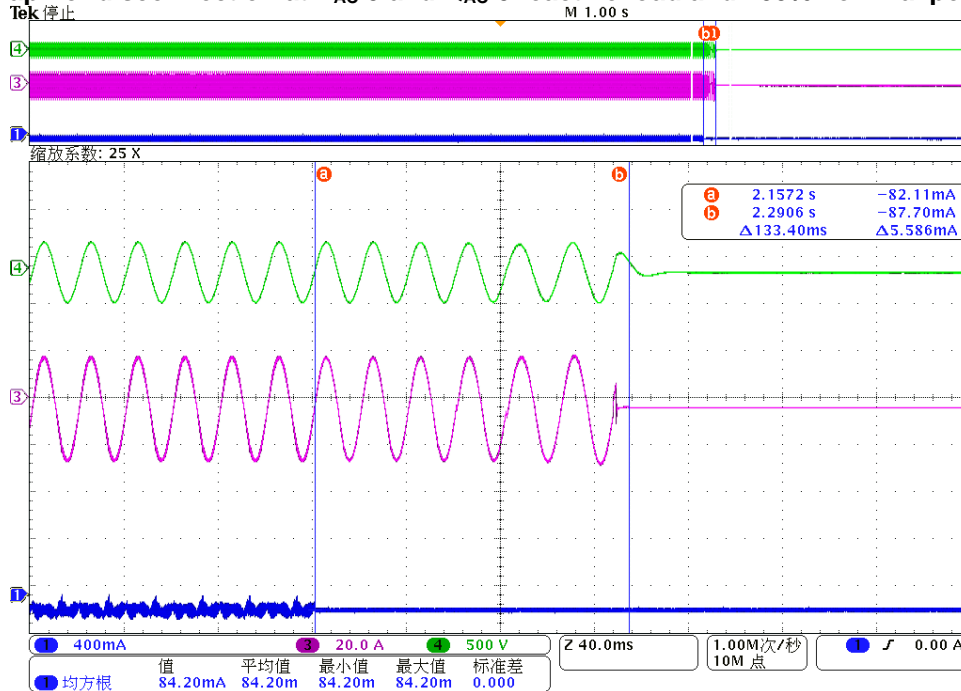 Tek 停止
M 1.00 s
4
b
3
1
缩放系数: 25 X
a
b
a 2.1572 s −82.11mA
b 2.2906 s −87.70mA
Δ133.40ms Δ5.586mA
4
3
1
1 400mA 3 20.0 A 4 500 V Z 40.0ms 1.00M次/秒 1 0.00 A
10M 点
值 平均值 最小值 最大值 标准差
1 均方根 84.20mA 84.20m 84.20m 84.20m 0.000